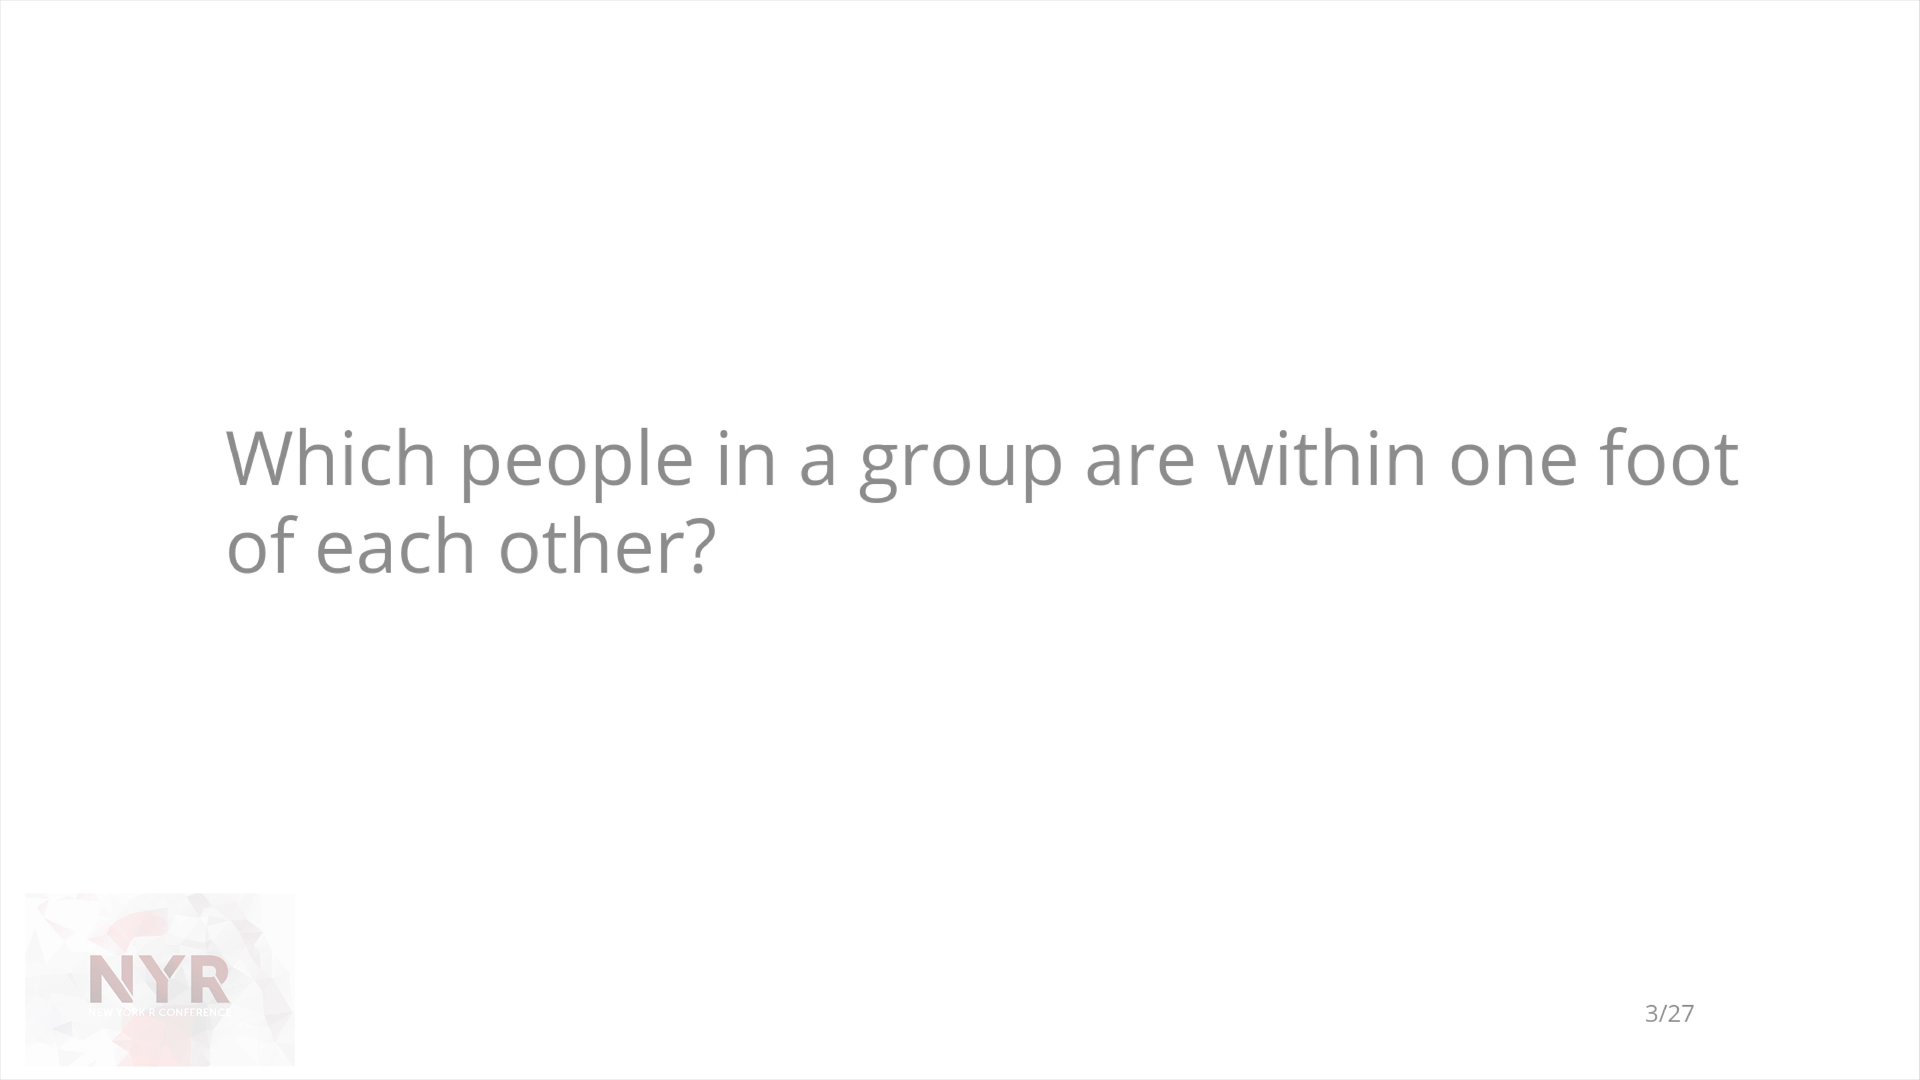 Which people in a group are within one foot
of each other?
NYR
NEW YORK R CONFERENCE
3/27